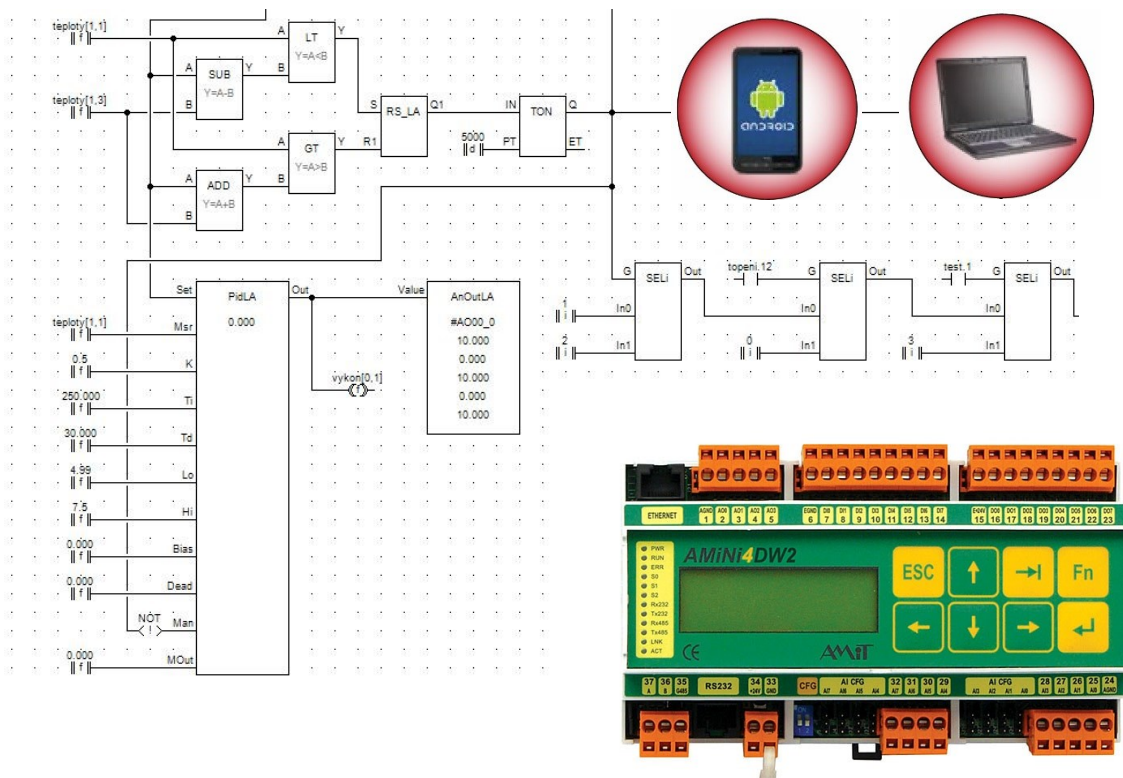 teploty[1,1]
f
A
LT
Y
Y=A<B
B
A
SUB
Y
Y=A-B
B
teploty[1,3]
f
S
RS_LA
Q1
R1
IN
TON
Q
5000
d
PT
ET
A
GT
Y
Y=A>B
B
A
ADD
Y
Y=A+B
B
ANDROID
G
SELi
Out
1
i
In0
2
i
In1
topeni.12
G
SELi
Out
In0
0
i
In1
test.1
G
SELi
Out
In0
3
i
In1
Set
PidLA
Out
0.000
teploty[1,1]
f
Msr
0.5
f
K
250.000
f
Ti
30.000
f
Td
4.99
f
Lo
7.5
f
Hi
0.000
f
Bias
0.000
f
Dead
NOT
!
Man
0.000
f
MOut
vykon[0,1]
f
Value
AnOutLA
#AO00_0
10.000
0.000
10.000
0.000
10.000
ETHERNET
AGND AO0 AO1 AO2 AO3
1 2 3 4 5
EGND DI0 DI1 DI2 DI3 DI4 DI5 DI6 DI7
6 7 8 9 10 11 12 13 14
E+24V DO0 DO1 DO2 DO3 DO4 DO5 DO6 DO7
15 16 17 18 19 20 21 22 23
PWR
RUN
ERR
S0
S1
S2
Rx232
Tx232
Rx485
Tx485
LNK
ACT
AMiNi4DW2
ESC
Fn
CE
AMiT
37 36 35
A B G485
RS232
34 33
+24V GND
CFG
AI CFG
AI7 AI6 AI5 AI4
32 31 30 29
AI7 AI6 AI5 AI4
AI CFG
AI3 AI2 AI1 AI0
28 27 26 25 24
AI3 AI2 AI1 AI0 AGND